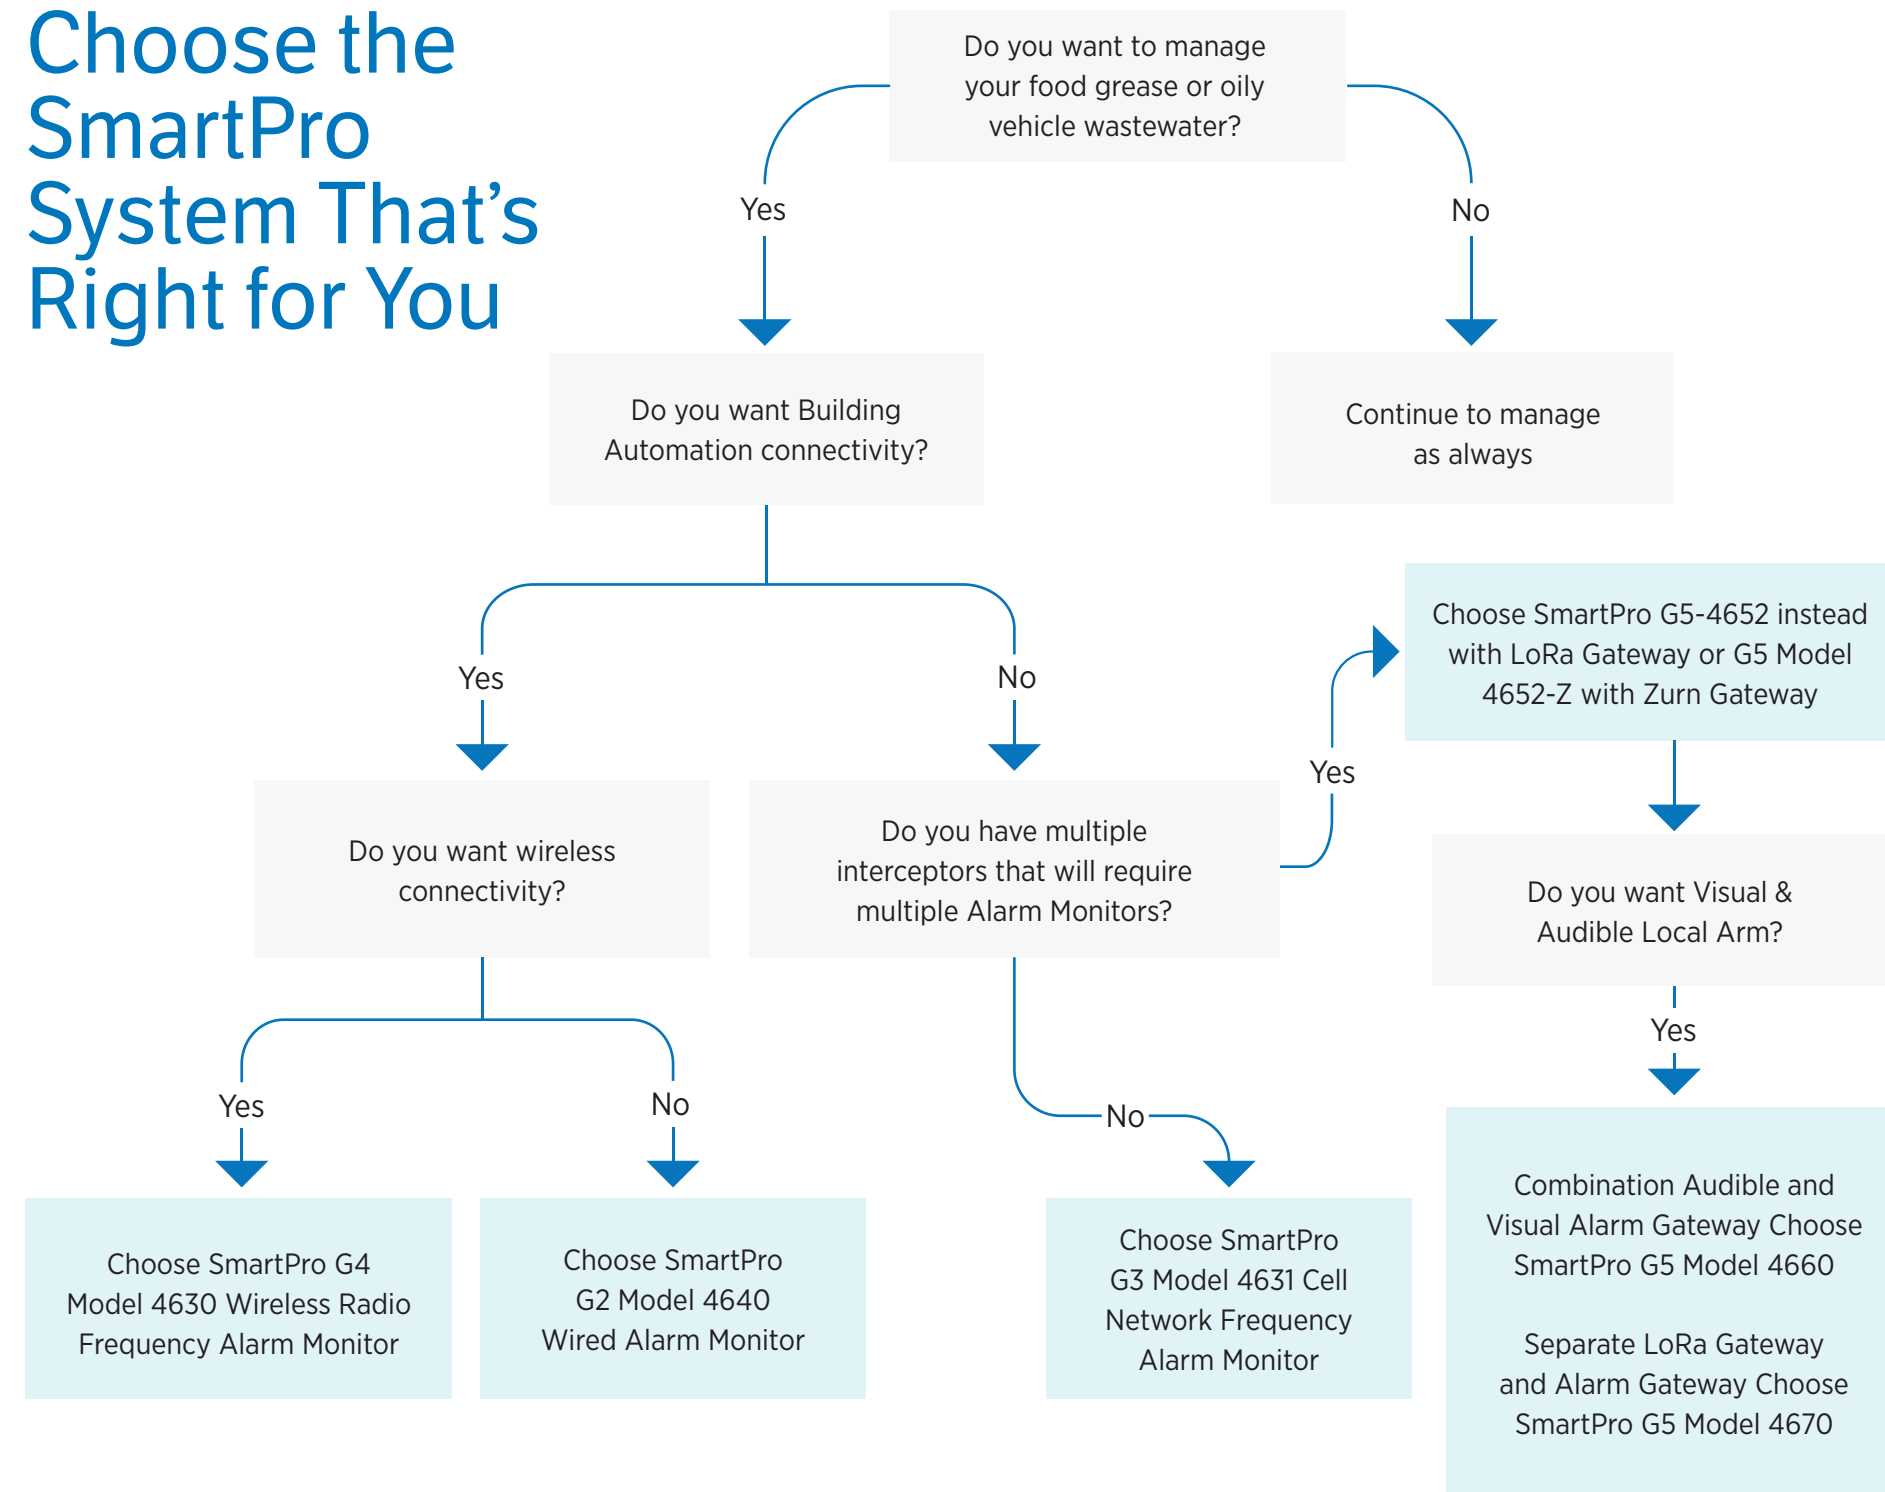 Choose the
SmartPro
System That’s
Right for You
Do you want to manage
your food grease or oily
vehicle wastewater?
Yes
No
Do you want Building
Automation connectivity?
Continue to manage
as always
Yes
No
Choose SmartPro G5-4652 instead
with LoRa Gateway or G5 Model
4652-Z with Zurn Gateway
Yes
Do you want wireless
connectivity?
Do you have multiple
interceptors that will require
multiple Alarm Monitors?
Do you want Visual &
Audible Local Arm?
Yes
Yes
No
No
Choose SmartPro G4
Model 4630 Wireless Radio
Frequency Alarm Monitor
Choose SmartPro
G2 Model 4640
Wired Alarm Monitor
Choose SmartPro
G3 Model 4631 Cell
Network Frequency
Alarm Monitor
Combination Audible and
Visual Alarm Gateway Choose
SmartPro G5 Model 4660
Separate LoRa Gateway
and Alarm Gateway Choose
SmartPro G5 Model 4670